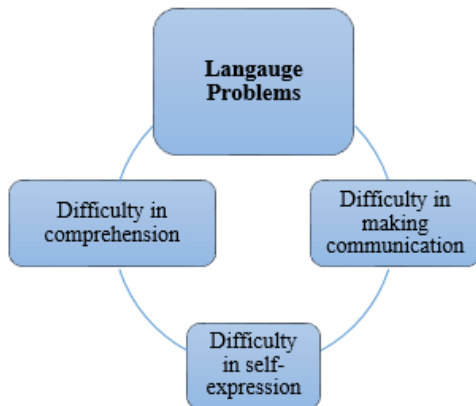 Langauge
Problems
Difficulty in
comprehension
Difficulty in
making
communication
Difficulty
in self-
expression